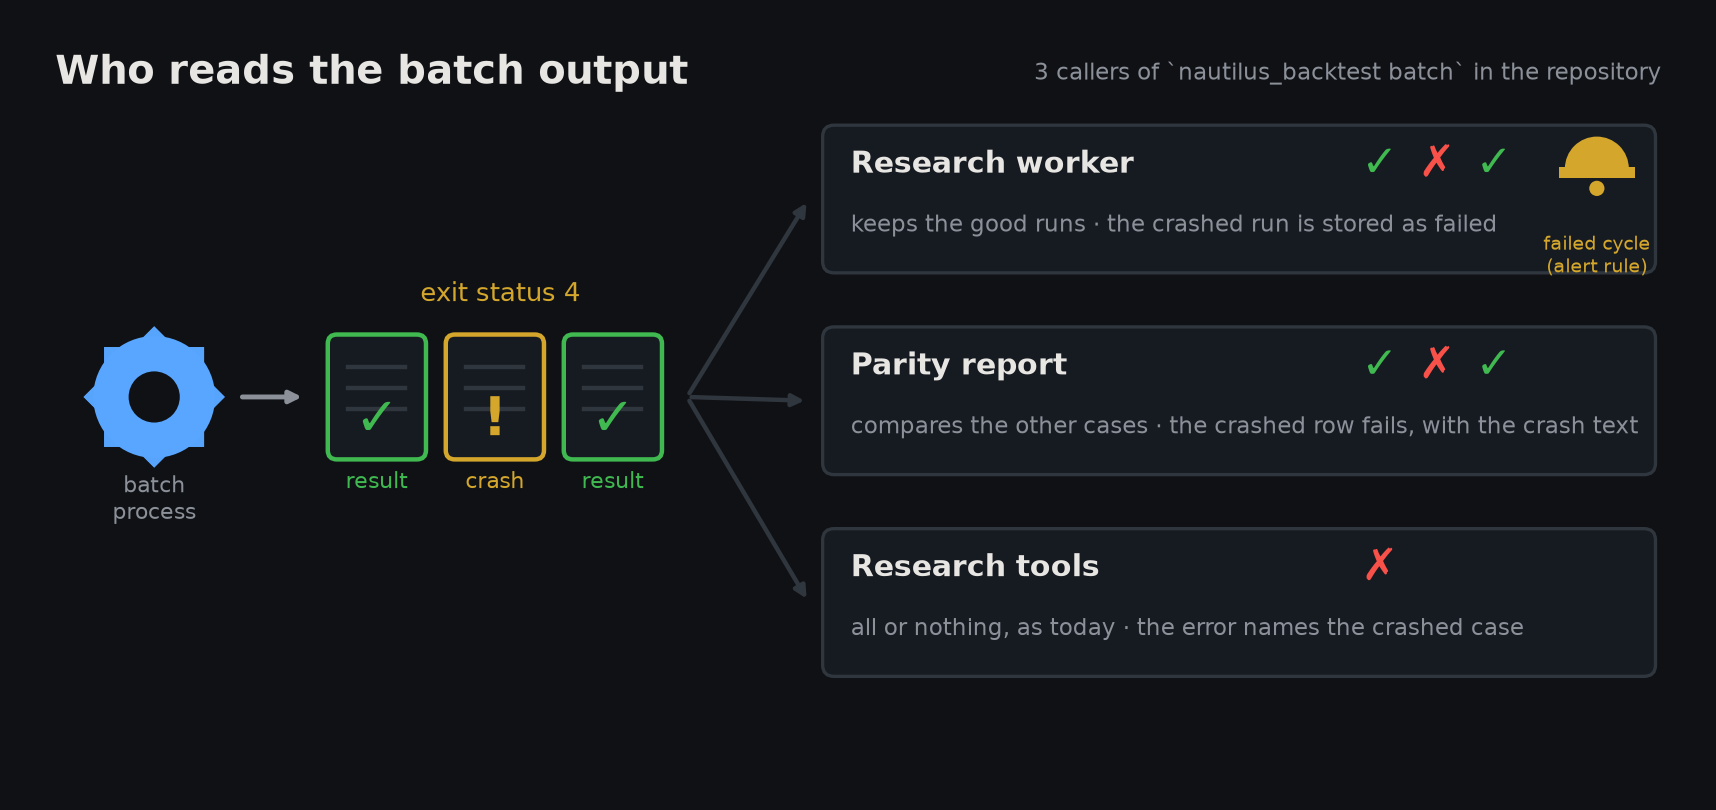 Who reads the batch output
3 callers of `nautilus_backtest batch` in the repository
batch
process
exit status 4
!
result
crash
result
Research worker
✓ ✗ ✓
keeps the good runs · the crashed run is stored as failed
failed cycle
(alert rule)
Parity report
✓ ✗ ✓
compares the other cases · the crashed row fails, with the crash text
Research tools
✗
all or nothing, as today · the error names the crashed case